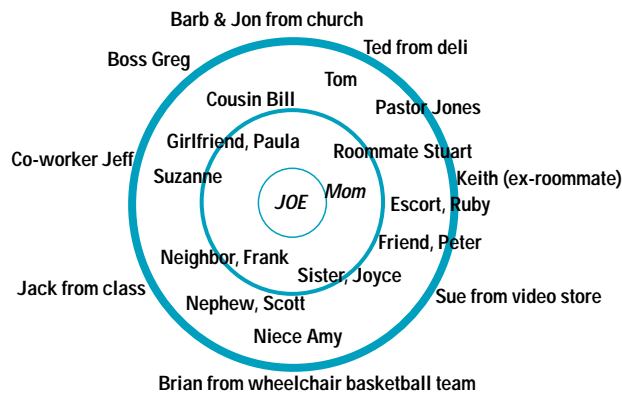 Barb & Jon from church
Ted from deli
Boss Greg
Tom
Cousin Bill
Pastor Jones
Girlfriend, Paula
Roommate Stuart
Co-worker Jeff
Suzanne
Keith (ex-roommate)
Mom
JOE
Escort, Ruby
Friend, Peter
Neighbor, Frank
Sister, Joyce
Jack from class
Sue from video store
Nephew, Scott
Niece Amy
Brian from wheelchair basketball team